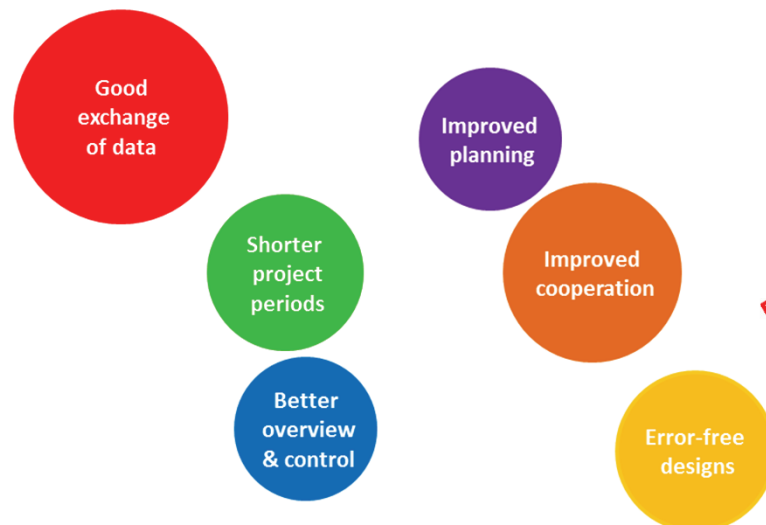 Good
exchange
of data
Improved
planning
Shorter
project
periods
Improved
cooperation
Better
overview
& control
Error-free
designs